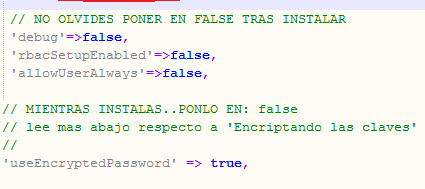 // NO OLVIDES PONER EN FALSE TRAS INSTALAR
'debug'=>false,
'rbacSetupEnabled'=>false,
'allowUserAlways'=>false,
// MIENTRAS INSTALAS..PONLO EN: false
// lee mas abajo respecto a 'Encriptando las claves'
//
'useEncryptedPassword' => true,